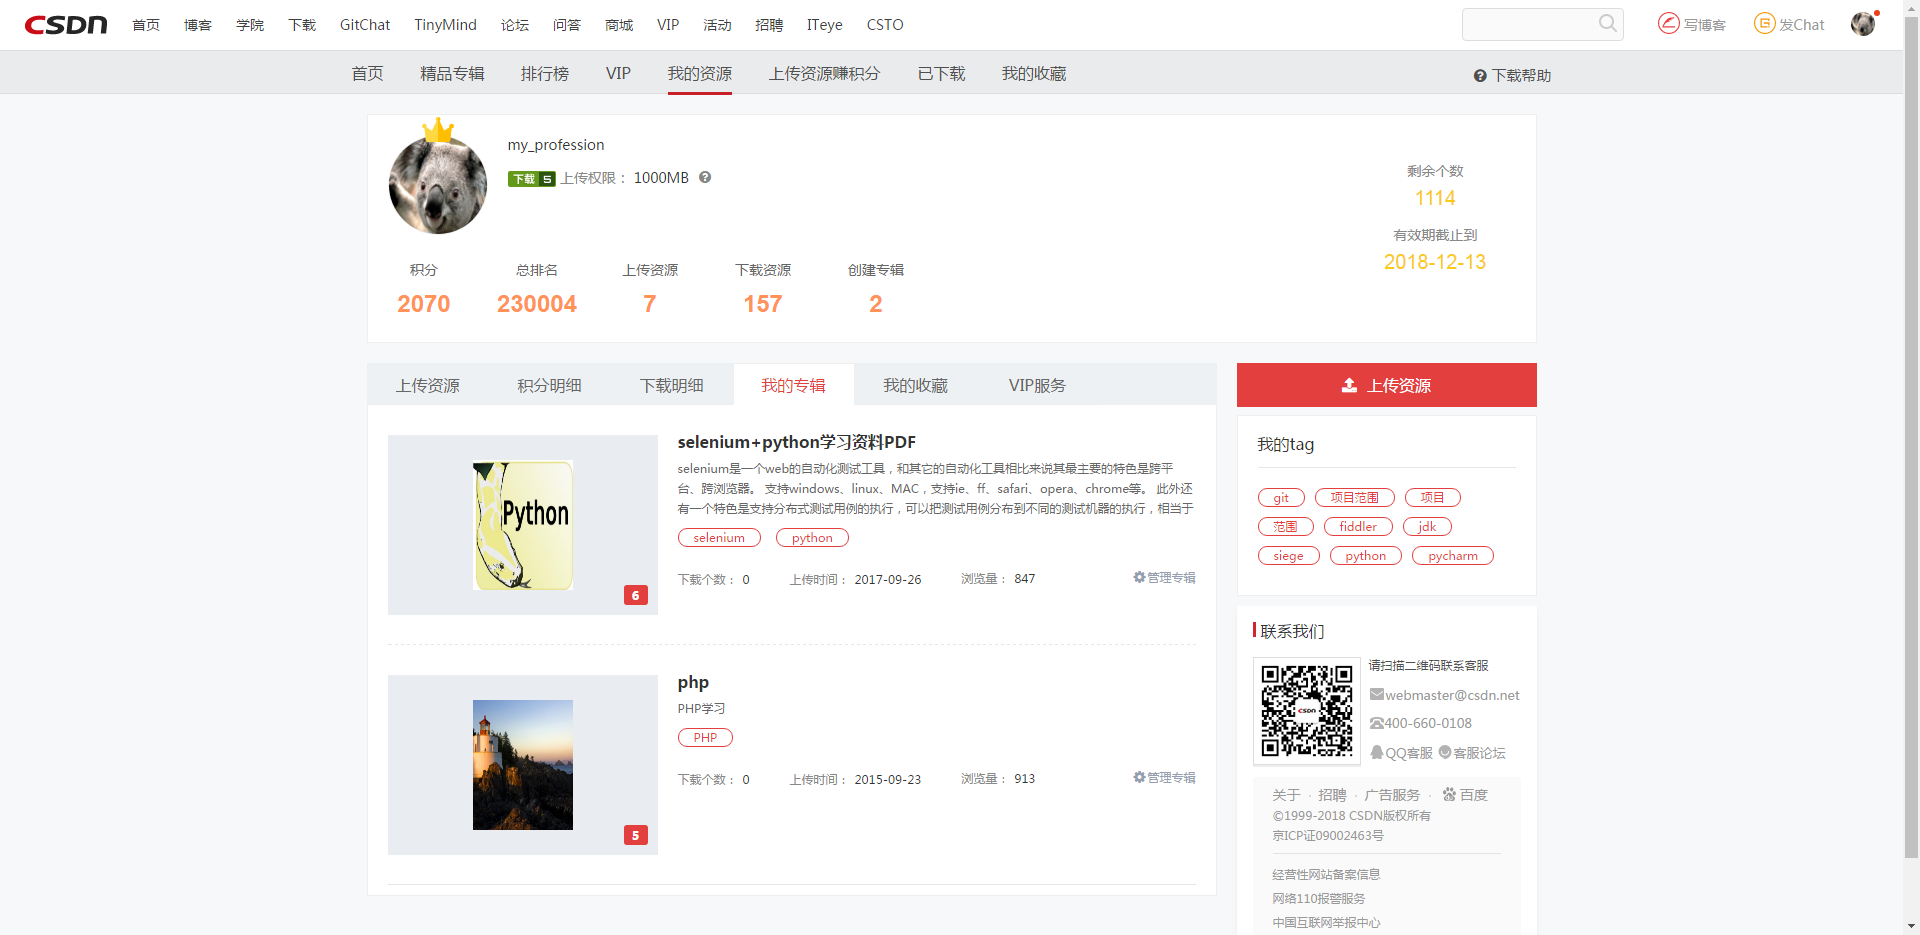 CSDN 首页 博客 学院 下载 GitChat TinyMind 论坛 问答 商城 VIP 活动 招聘 ITeye CSTO 写博客 发Chat
首页 精品专辑 排行榜 VIP 我的资源 上传资源赚积分 已下载 我的收藏 下载帮助
my_profession
下载 5 上传权限： 1000MB
剩余个数
1114
有效期截止到
2018-12-13
积分 总排名 上传资源 下载资源 创建专辑
2070 230004 7 157 2
上传资源 积分明细 下载明细 我的专辑 我的收藏 VIP服务
Python
6
selenium+python学习资料PDF
selenium是一个web的自动化测试工具，和其它的自动化工具相比来说其最主要的特色是跨平
台、跨浏览器。 支持windows、linux、MAC，支持ie、ff、safari、opera、chrome等。 此外还
有一个特色是支持分布式测试用例的执行，可以把测试用例分布到不同的测试机器的执行，相当于
selenium python
下载个数： 0 上传时间： 2017-09-26 浏览量： 847 管理专辑
5
php
PHP学习
PHP
下载个数： 0 上传时间： 2015-09-23 浏览量： 913 管理专辑
上传资源
我的tag
git 项目范围 项目
范围 fiddler jdk
siege python pycharm
联系我们
CSDN
请扫描二维码联系客服
webmaster@csdn.net
400-660-0108
QQ客服 客服论坛
关于 · 招聘 · 广告服务 · 百度
©1999-2018 CSDN版权所有
京ICP证09002463号
经营性网站备案信息
网络110报警服务
中国互联网举报中心